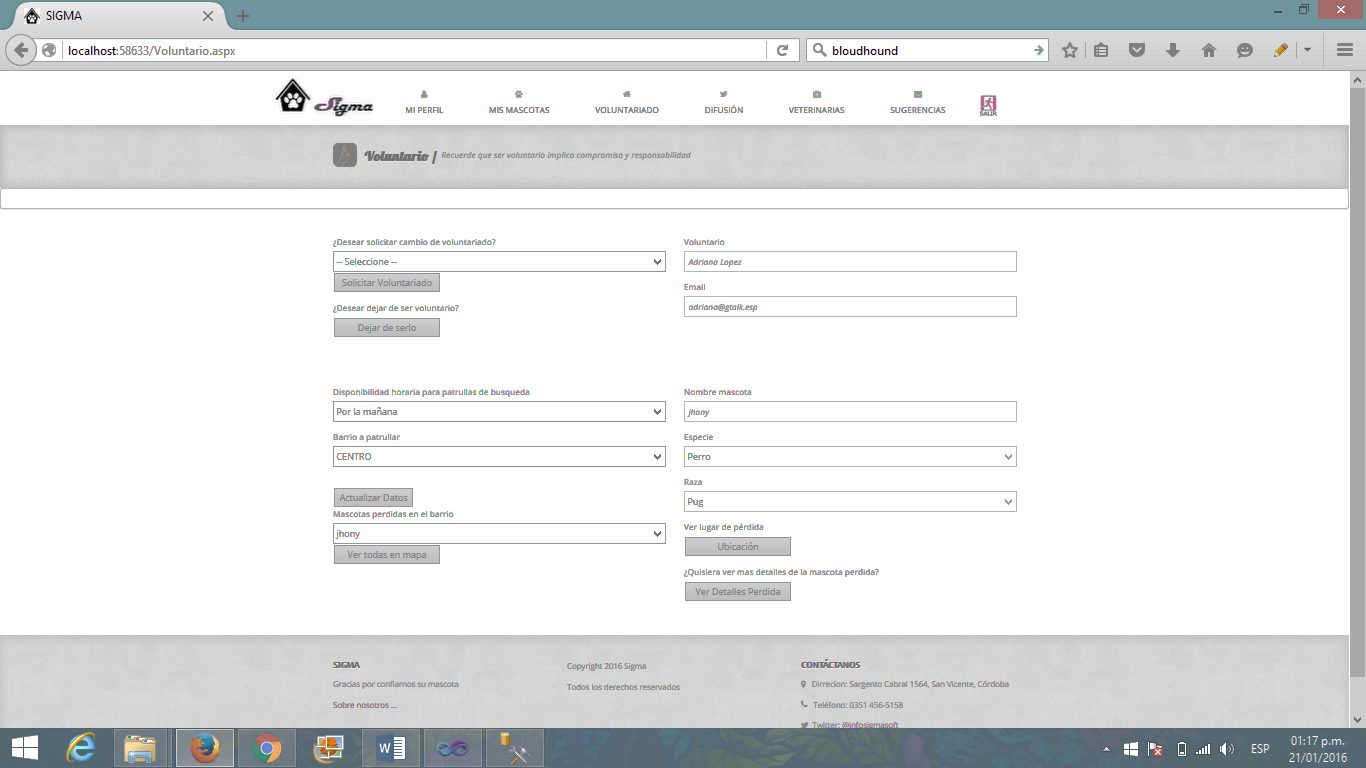 SIGMA
localhost:58633/Voluntario.aspx
bloudhound
Sigma
MI PERFIL
MIS MASCOTAS
VOLUNTARIADO
DIFUSIÓN
VETERINARIAS
SUGERENCIAS
SALIR
Voluntario | Recuerde que ser voluntario implica compromiso y responsabilidad
¿Desear solicitar cambio de voluntariado?
-- Seleccione --
Solicitar Voluntariado
¿Desear dejar de ser voluntario?
Dejar de serlo
Voluntario
Adriana Lopez
Email
adriana@gtalk.esp
Disponibilidad horaria para patrullas de busqueda
Por la mañana
Barrio a patrullar
CENTRO
Actualizar Datos
Mascotas perdidas en el barrio
jhony
Ver todas en mapa
Nombre mascota
jhony
Especie
Perro
Raza
Pug
Ver lugar de pérdida
Ubicación
¿Quisiera ver mas detalles de la mascota perdida?
Ver Detalles Perdida
SIGMA
Gracias por confiarnos su mascota
Sobre nosotros ...
Copyright 2016 Sigma
Todos los derechos reservados
CONTÁCTANOS
Dirrecion: Sargento Cabral 1564, San Vicente, Córdoba
Teléfono: 0351 456-5158
Twitter: @infosigmasoft
ESP
01:17 p.m.
21/01/2016